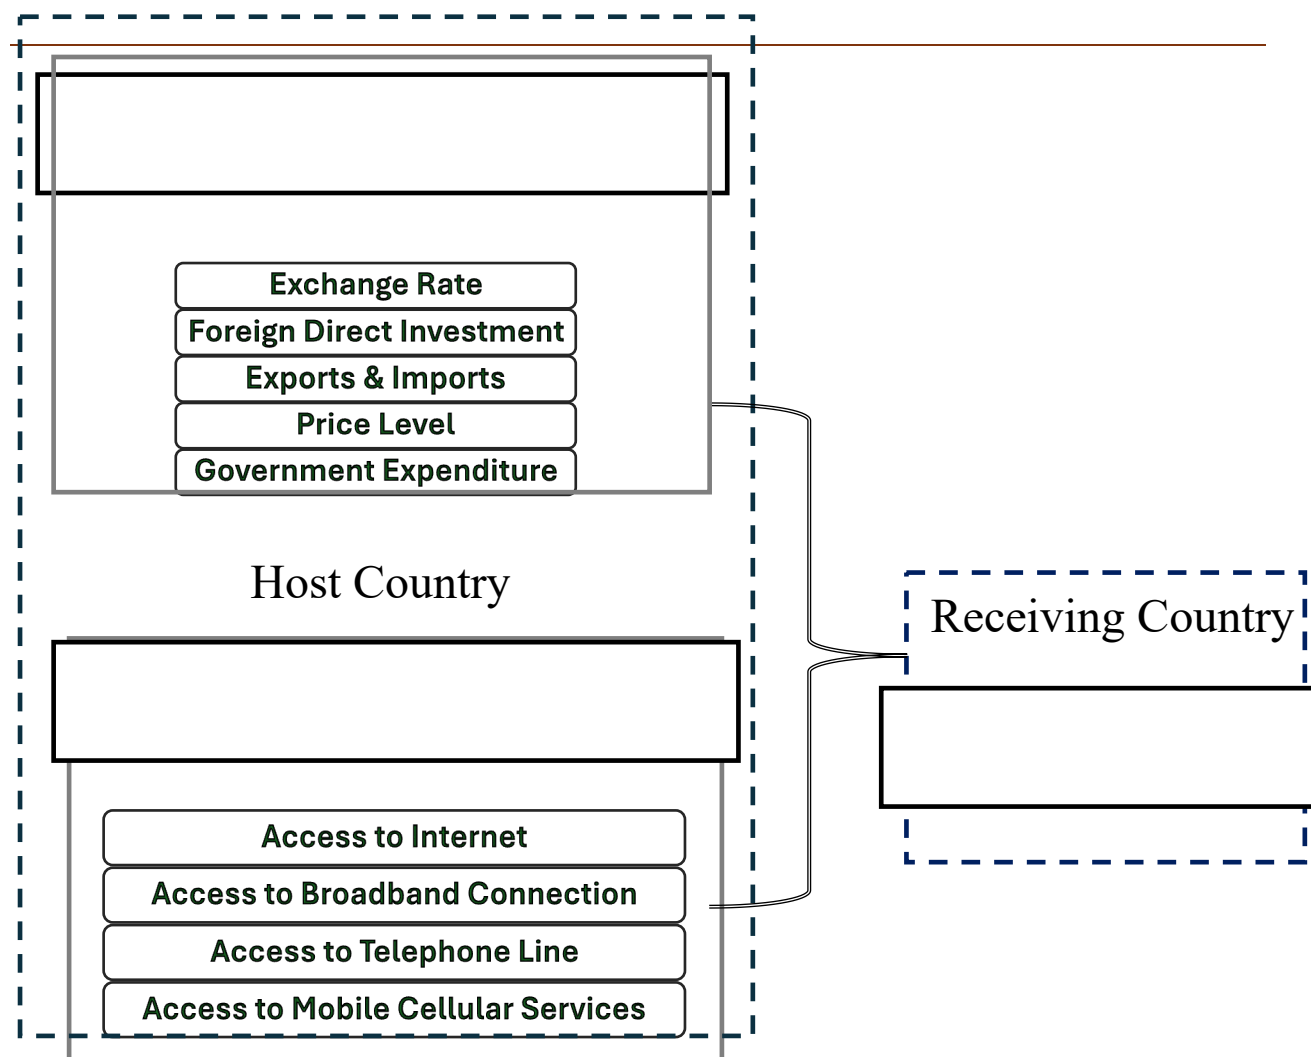 Exchange Rate
Foreign Direct Investment
Exports & Imports
Price Level
Government Expenditure
Host Country
Receiving Country
Access to Internet
Access to Broadband Connection
Access to Telephone Line
Access to Mobile Cellular Services